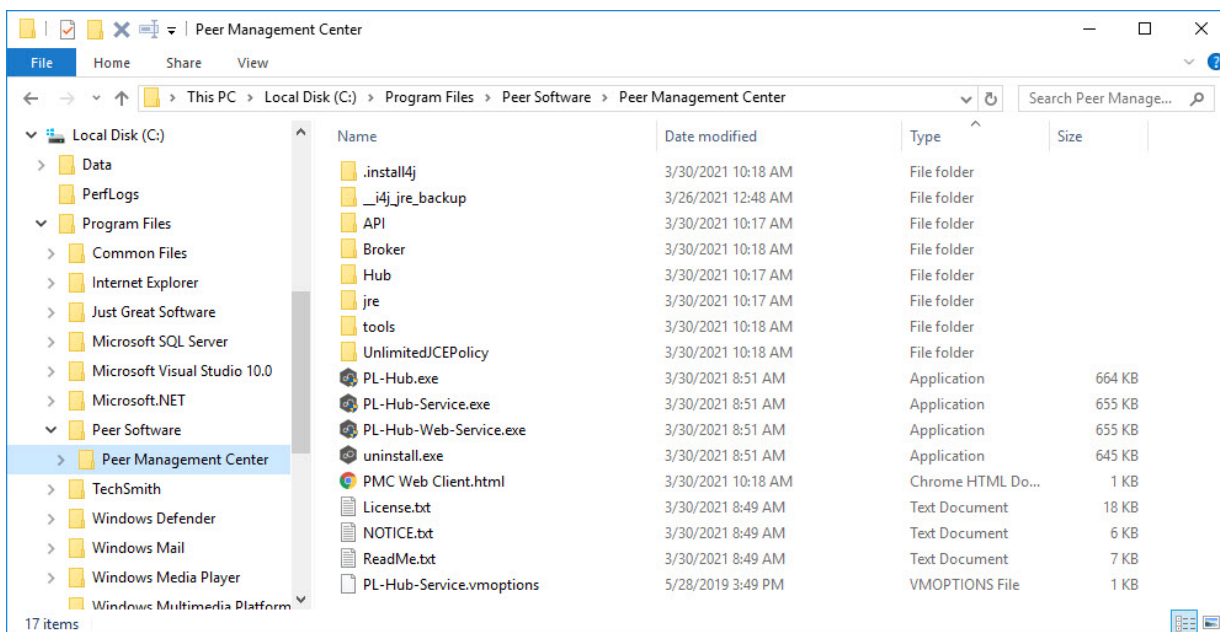 Peer Management Center
File Home Share View
This PC > Local Disk (C:) > Program Files > Peer Software > Peer Management Center
Search Peer Manage...
Local Disk (C:)
Data
PerfLogs
Program Files
Common Files
Internet Explorer
Just Great Software
Microsoft SQL Server
Microsoft Visual Studio 10.0
Microsoft.NET
Peer Software
Peer Management Center
TechSmith
Windows Defender
Windows Mail
Windows Media Player
Windows Multimedia Platform
Name Date modified Type Size
.install4j 3/30/2021 10:18 AM File folder
__i4j_jre_backup 3/26/2021 12:48 AM File folder
API 3/30/2021 10:17 AM File folder
Broker 3/30/2021 10:18 AM File folder
Hub 3/30/2021 10:17 AM File folder
jre 3/30/2021 10:17 AM File folder
tools 3/30/2021 10:18 AM File folder
UnlimitedJCEPolicy 3/30/2021 10:18 AM File folder
PL-Hub.exe 3/30/2021 8:51 AM Application 664 KB
PL-Hub-Service.exe 3/30/2021 8:51 AM Application 655 KB
PL-Hub-Web-Service.exe 3/30/2021 8:51 AM Application 655 KB
uninstall.exe 3/30/2021 8:51 AM Application 645 KB
PMC Web Client.html 3/30/2021 10:18 AM Chrome HTML Do... 1 KB
License.txt 3/30/2021 8:49 AM Text Document 18 KB
NOTICE.txt 3/30/2021 8:49 AM Text Document 6 KB
ReadMe.txt 3/30/2021 8:49 AM Text Document 7 KB
PL-Hub-Service.vmoptions 5/28/2019 3:49 PM VMOPTIONS File 1 KB
17 items